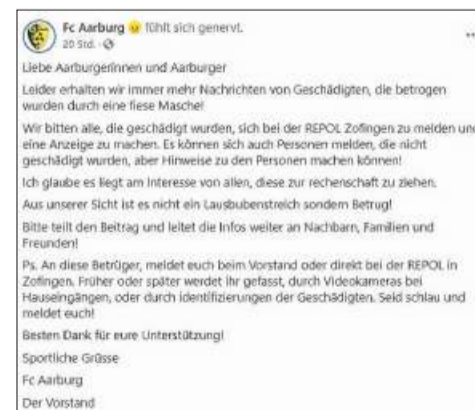 Fc Aarburg fühlt sich genervt.
20 Std.
Liebe Aarburgerinnen und Aarburger
Leider erhalten wir immer mehr Nachrichten von Geschädigten, die betrogen
wurden durch eine fiese Masche!
Wir bitten alle, die geschädigt wurden, sich bei der REPOL Zofingen zu melden und
eine Anzeige zu machen. Es können sich auch Personen melden, die nicht
geschädigt wurden, aber Hinweise zu den Personen machen können!
Ich glaube es liegt am Interesse von allen, diese zur rechenschaft zu ziehen.
Aus unserer Sicht ist es nicht ein Lausbubenstreich sondern Betrug!
Bitte teilt den Beitrag und leitet die Infos weiter an Nachbarn, Familien und
Freunden!
Ps. An diese Betrüger, meldet euch beim Vorstand oder direkt bei der REPOL in
Zofingen. Früher oder später werdet ihr gefasst, durch Videokameras bei
Hauseingängen, oder durch identifizierungen der Geschädigten. Seid schlau und
meldet euch!
Besten Dank für eure Unterstützung!
Sportliche Grüsse
Fc Aarburg
Der Vorstand